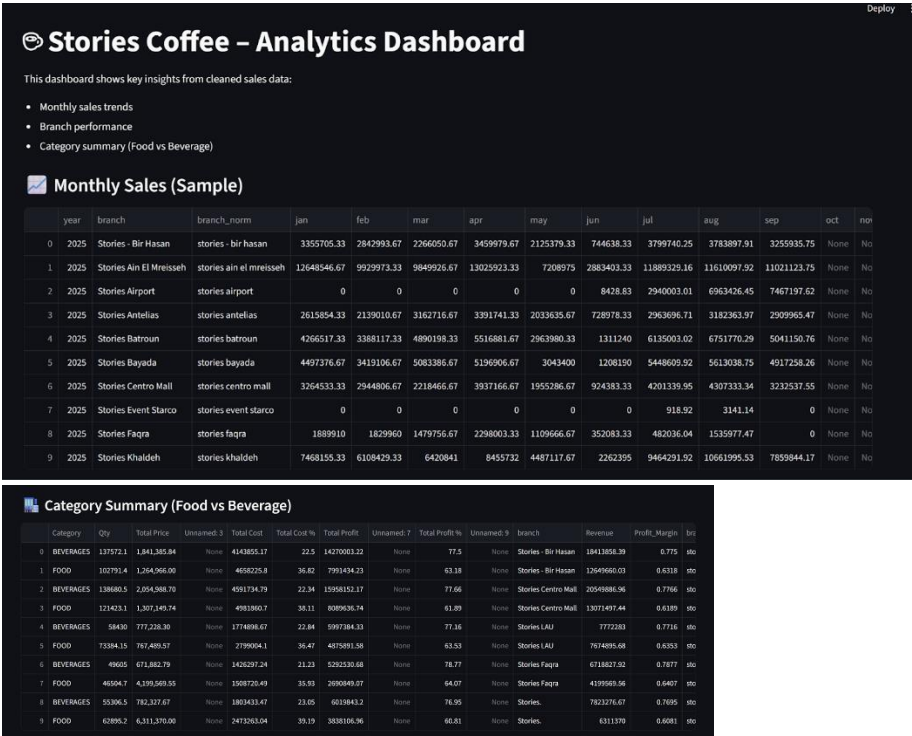 Deploy
Stories Coffee – Analytics Dashboard
This dashboard shows key insights from cleaned sales data:
Monthly sales trends
Branch performance
Category summary (Food vs Beverage)
Monthly Sales (Sample)
year branch branch_norm jan feb mar apr may jun jul aug sep oct nov
0 2025 Stories - Bir Hasan stories - bir hasan 3355705.33 2842993.67 2266050.67 3459979.67 2125379.33 744638.33 3799740.25 3783897.91 3255935.75 None No
1 2025 Stories Ain El Mreisseh stories ain el mreisseh 12648546.67 9929973.33 9849926.67 13025923.33 7208975 2883403.33 11889329.16 11610097.92 11021123.75 None No
2 2025 Stories Airport stories airport 0 0 0 0 0 8428.83 2940003.01 6963426.45 7467197.62 None No
3 2025 Stories Antelias stories antelias 2615854.33 2139010.67 3162716.67 3391741.33 2033635.67 728978.33 2963696.71 3182363.97 2909965.47 None No
4 2025 Stories Batroun stories batroun 4266517.33 3388117.33 4890198.33 5516881.67 2963980.33 1311240 6135003.02 6751770.29 5041150.76 None No
5 2025 Stories Bayada stories bayada 4497376.67 3419106.67 5083386.67 5196906.67 3043400 1208190 5448609.92 5613038.75 4917258.26 None No
6 2025 Stories Centro Mall stories centro mall 3264533.33 2944806.67 2218466.67 3937166.67 1955286.67 924383.33 4201339.95 4307333.34 3232537.55 None No
7 2025 Stories Event Starco stories event starco 0 0 0 0 0 0 918.92 3141.14 0 None No
8 2025 Stories Faqra stories faqra 1889910 1829960 1479756.67 2298003.33 1109666.67 352083.33 482036.04 1535977.47 0 None No
9 2025 Stories Khaldeh stories khaldeh 7468155.33 6108429.33 6420841 8455732 4487117.67 2262395 9464291.92 10661995.53 7859844.17 None No
Category Summary (Food vs Beverage)
Category Qty Total Price Unnamed: 3 Total Cost Total Cost % Total Profit Unnamed: 7 Total Profit % Unnamed: 9 branch Revenue Profit_Margin bra
0 BEVERAGES 137572.1 1,841,385.84 None 4143855.17 22.5 14270003.22 None 77.5 None Stories - Bir Hasan 18413858.39 0.775 sto
1 FOOD 102791.4 1,264,966.00 None 4658225.8 36.82 7991434.23 None 63.18 None Stories - Bir Hasan 12649660.03 0.6318 sto
2 BEVERAGES 138680.5 2,054,988.70 None 4591734.79 22.34 15958152.17 None 77.66 None Stories Centro Mall 20549886.96 0.7766 sto
3 FOOD 121423.1 1,307,149.74 None 4981860.7 38.11 8089636.74 None 61.89 None Stories Centro Mall 13071497.44 0.6189 sto
4 BEVERAGES 58430 777,228.30 None 1774898.67 22.84 5997384.33 None 77.16 None Stories LAU 7772283 0.7716 sto
5 FOOD 73384.15 767,489.57 None 2799004.1 36.47 4875891.58 None 63.53 None Stories LAU 7674895.68 0.6353 sto
6 BEVERAGES 49605 671,882.79 None 1426297.24 21.23 5292530.68 None 78.77 None Stories Faqra 6718827.92 0.7877 sto
7 FOOD 46504.7 4,199,569.55 None 1508720.49 35.93 2690849.07 None 64.07 None Stories Faqra 4199569.56 0.6407 sto
8 BEVERAGES 55306.5 782,327.67 None 1803433.47 23.05 6019843.2 None 76.95 None Stories. 7823276.67 0.7695 sto
9 FOOD 62895.2 6,311,370.00 None 2473263.04 39.19 3838106.96 None 60.81 None Stories. 6311370 0.6081 sto